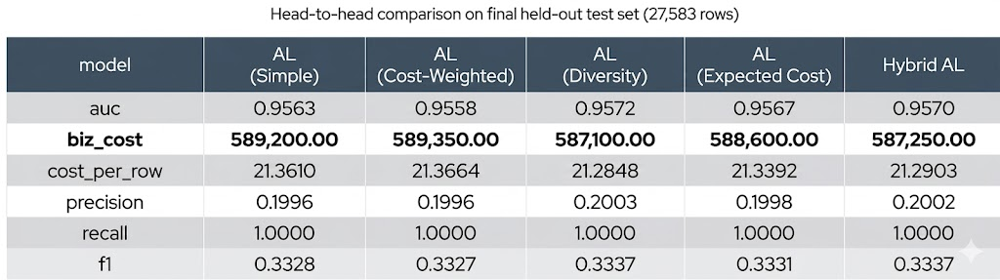 Head-to-head comparison on final held-out test set (27,583 rows)
model AL (Simple) AL (Cost-Weighted) AL (Diversity) AL (Expected Cost) Hybrid AL
auc 0.9563 0.9558 0.9572 0.9567 0.9570
biz_cost 589,200.00 589,350.00 587,100.00 588,600.00 587,250.00
cost_per_row 21.3610 21.3664 21.2848 21.3392 21.2903
precision 0.1996 0.1996 0.2003 0.1998 0.2002
recall 1.0000 1.0000 1.0000 1.0000 1.0000
f1 0.3328 0.3327 0.3337 0.3331 0.3337